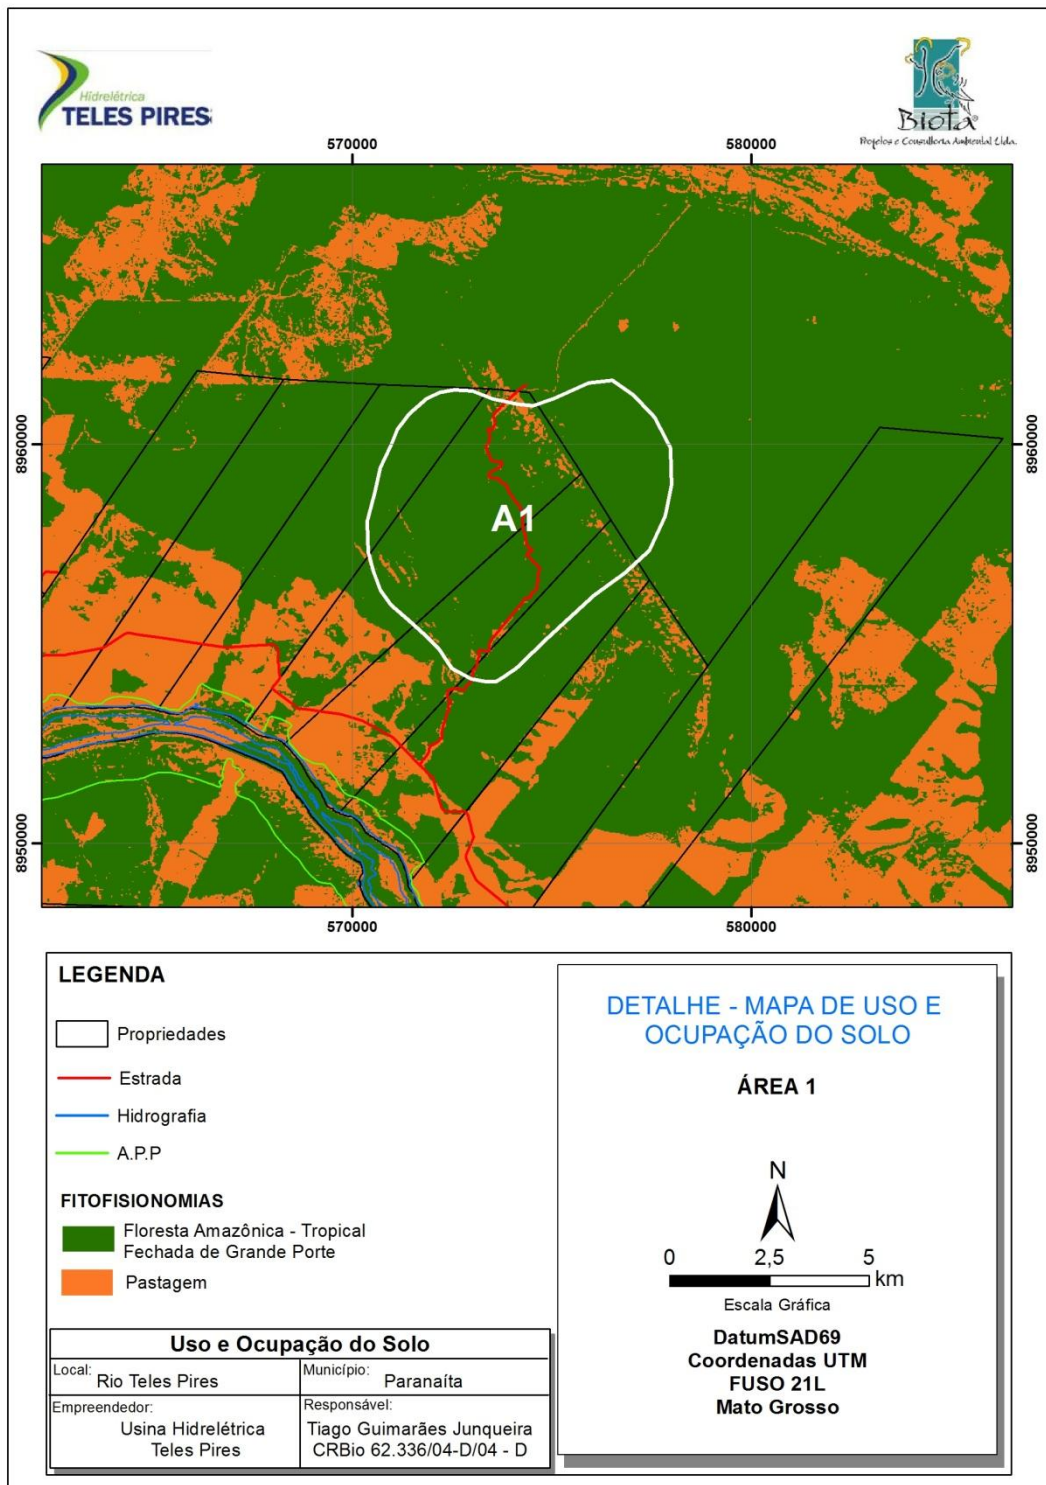 Hidrelétrica
TELES PIRES
Biota
Projetos e Consultoria Ambiental Ltda.
570000
580000
8960000
8960000
A1
8950000
8950000
570000
580000
LEGENDA
Propriedades
Estrada
Hidrografia
A.P.P
FITOFISIONOMIAS
Floresta Amazônica - Tropical
Fechada de Grande Porte
Pastagem
Uso e Ocupação do Solo
Local: Rio Teles Pires
Município: Paranaíta
Empreendedor:
Usina Hidrelétrica
Teles Pires
Responsável:
Tiago Guimarães Junqueira
CRBio 62.336/04-D/04 - D
DETALHE - MAPA DE USO E
OCUPAÇÃO DO SOLO
ÁREA 1
N
0 2,5 5
km
Escala Gráfica
DatumSAD69
Coordenadas UTM
FUSO 21L
Mato Grosso